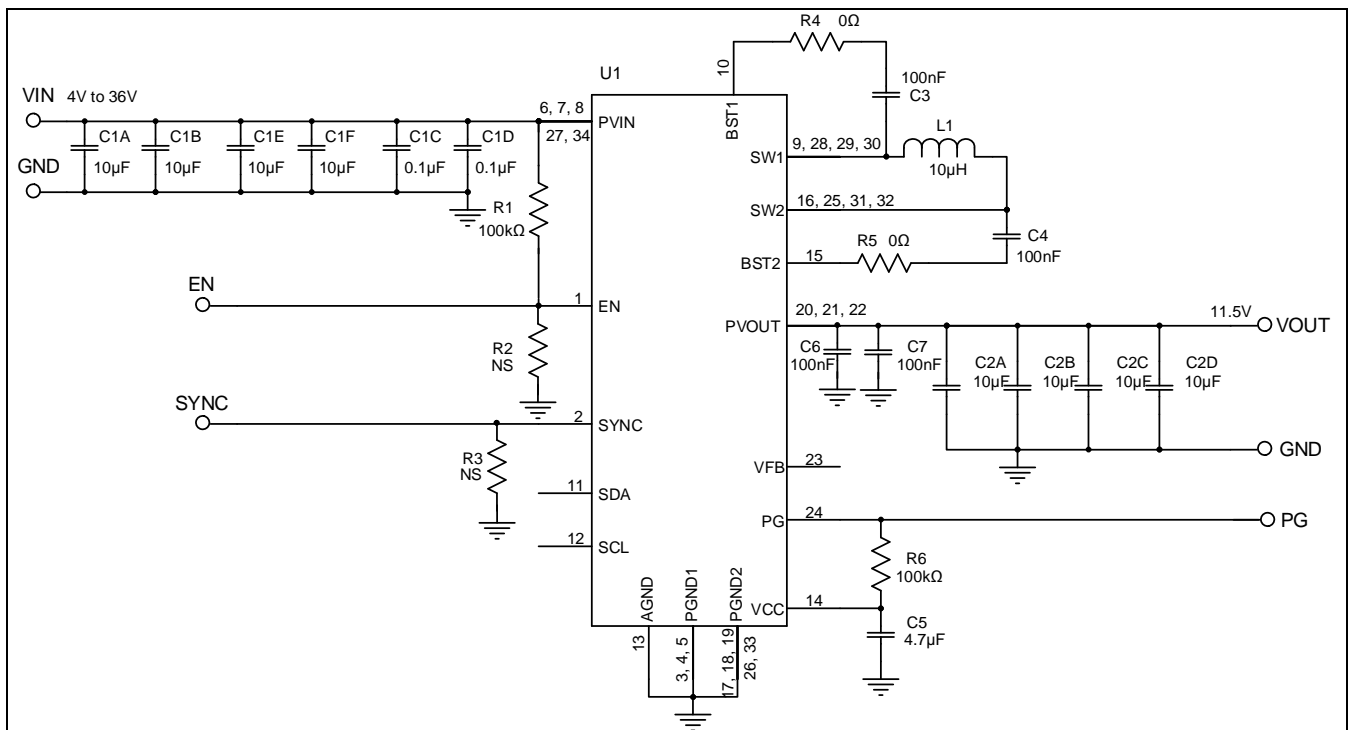 R4 0Ω
10
100nF
C3
U1
VIN 4V to 36V
6, 7, 8
27, 34
PVIN
BST1
C1A
10µF
C1B
10µF
C1E
10µF
C1F
10µF
C1C
0.1µF
C1D
0.1µF
GND
SW1
9, 28, 29, 30
L1
10µH
R1
100kΩ
SW2
16, 25, 31, 32
C4
100nF
R5 0Ω
BST2
15
EN
1
EN
PVOUT
20, 21, 22
11.5V
VOUT
R2
NS
C6
100nF
C7
100nF
C2A
10µF
C2B
10µF
C2C
10µF
C2D
10µF
SYNC
2
SYNC
R3
NS
VFB
23
GND
11
SDA
PG
24
PG
12
SCL
R6
100kΩ
AGND
PGND1
PGND2
VCC
14
C5
4.7µF
13
3, 4, 5
17, 18, 19
26, 33